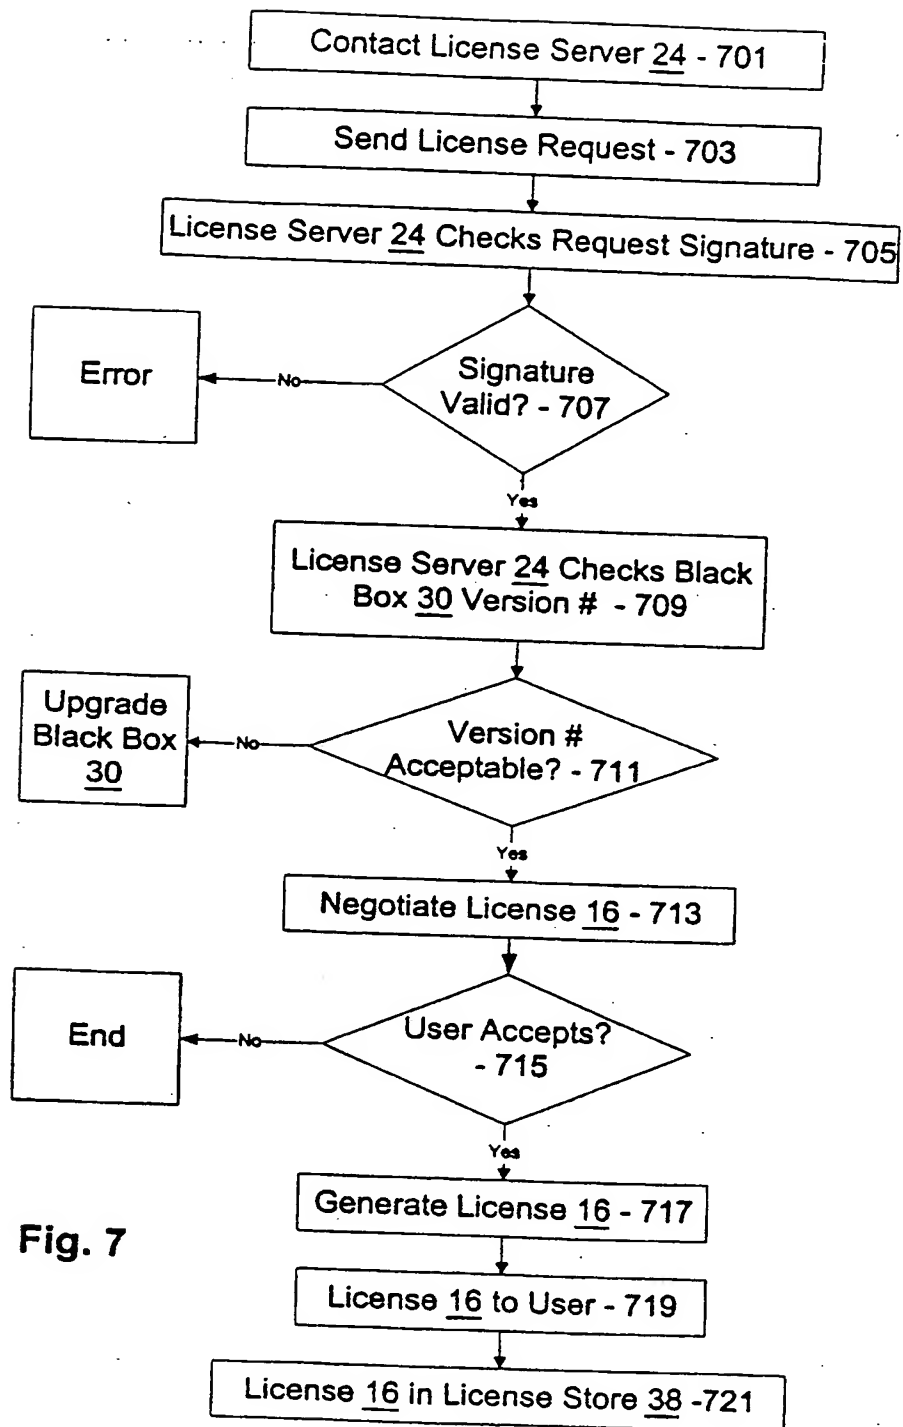 Contact License Server 24 - 701
Send License Request - 703
License Server 24 Checks Request Signature - 705
Error
No
Signature
Valid? - 707
Yes
License Server 24 Checks Black
Box 30 Version # - 709
Upgrade
Black Box
30
No
Version #
Acceptable? - 711
Yes
Negotiate License 16 - 713
End
No
User Accepts?
- 715
Yes
Generate License 16 - 717
Fig. 7
License 16 to User - 719
License 16 in License Store 38 -721